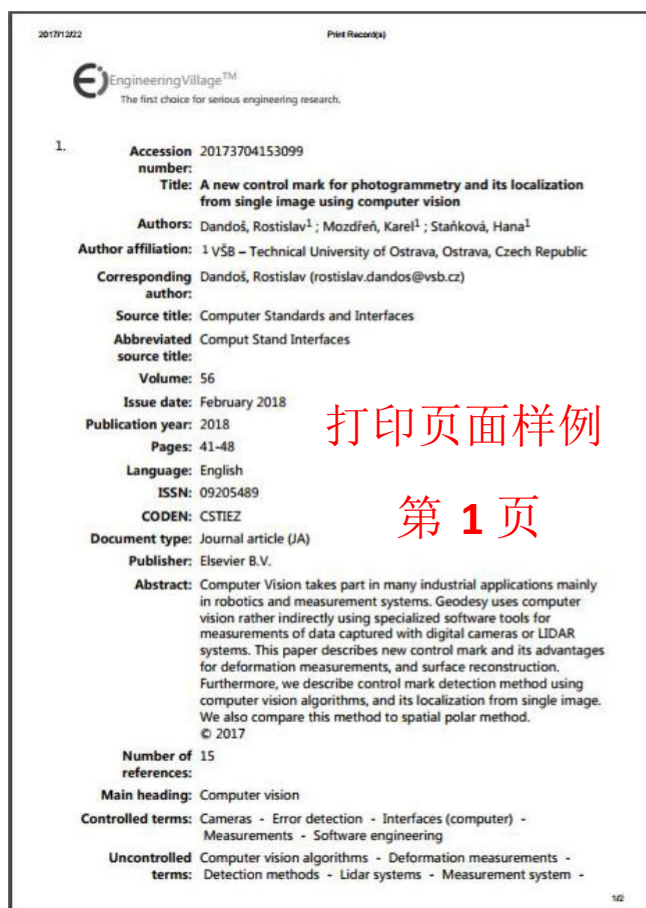 2017/12/22 Print Record(s)
Ei EngineeringVillage™
The first choice for serious engineering research.
1. Accession 20173704153099
number:
Title: A new control mark for photogrammetry and its localization
from single image using computer vision
Authors: Dandoš, Rostislav¹ ; Mozdřeń, Karel¹ ; Staňková, Hana¹
Author affiliation: ¹ VŠB – Technical University of Ostrava, Ostrava, Czech Republic
Corresponding Dandoš, Rostislav (rostislav.dandos@vsb.cz)
author:
Source title: Computer Standards and Interfaces
Abbreviated Comput Stand Interfaces
source title:
Volume: 56
Issue date: February 2018
Publication year: 2018
Pages: 41-48
Language: English
ISSN: 09205489
CODEN: CSTIEZ
Document type: Journal article (JA)
Publisher: Elsevier B.V.
打印页面样例
第 1 页
Abstract: Computer Vision takes part in many industrial applications mainly
in robotics and measurement systems. Geodesy uses computer
vision rather indirectly using specialized software tools for
measurements of data captured with digital cameras or LIDAR
systems. This paper describes new control mark and its advantages
for deformation measurements, and surface reconstruction.
Furthermore, we describe control mark detection method using
computer vision algorithms, and its localization from single image.
We also compare this method to spatial polar method.
© 2017
Number of 15
references:
Main heading: Computer vision
Controlled terms: Cameras - Error detection - Interfaces (computer) -
Measurements - Software engineering
Uncontrolled Computer vision algorithms - Deformation measurements -
terms: Detection methods - Lidar systems - Measurement system -
1/2